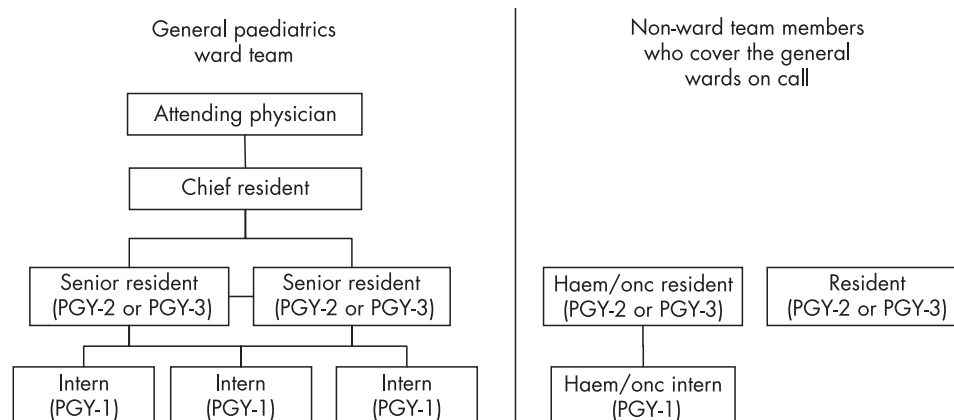 General paediatrics
ward team
Attending physician
Chief resident
Senior resident
(PGY-2 or PGY-3)
Senior resident
(PGY-2 or PGY-3)
Intern
(PGY-1)
Intern
(PGY-1)
Intern
(PGY-1)
Non-ward team members
who cover the general
wards on call
Haem/onc resident
(PGY-2 or PGY-3)
Resident
(PGY-2 or PGY-3)
Haem/onc intern
(PGY-1)